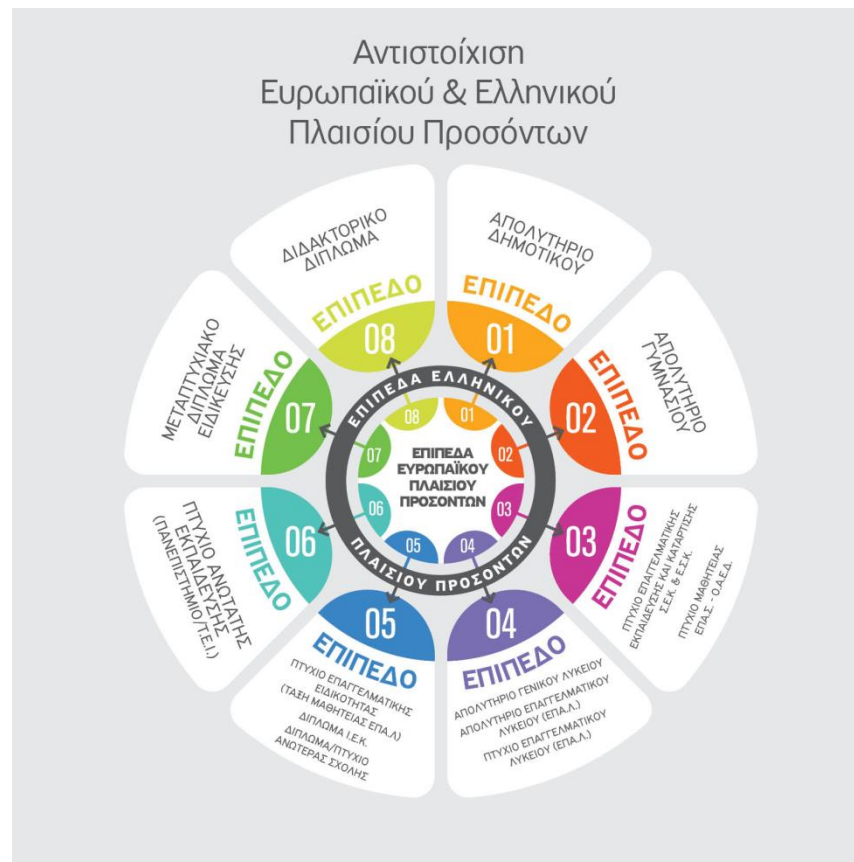 Αντιστοίχιση
Ευρωπαϊκού & Ελληνικού
Πλαισίου Προσόντων
ΑΠΟΛΥΤΗΡΙΟ
ΔΗΜΟΤΙΚΟΥ
ΕΠΙΠΕΔΟ
01
ΑΠΟΛΥΤΗΡΙΟ
ΓΥΜΝΑΣΙΟΥ
ΕΠΙΠΕΔΟ
02
ΕΠΙΠΕΔΟ
03
ΠΤΥΧΙΟ ΕΠΑΓΓΕΛΜΑΤΙΚΗΣ
ΕΚΠΑΙΔΕΥΣΗΣ ΚΑΙ ΚΑΤΑΡΤΙΣΗΣ
Σ.Ε.Κ. & Ε.Σ.Κ.
ΠΤΥΧΙΟ ΜΑΘΗΤΕΙΑΣ
ΕΠΑ.Σ. - Ο.Α.Ε.Δ.
04
ΕΠΙΠΕΔΟ
ΑΠΟΛΥΤΗΡΙΟ ΓΕΝΙΚΟΥ ΛΥΚΕΙΟΥ
ΑΠΟΛΥΤΗΡΙΟ ΕΠΑΓΓΕΛΜΑΤΙΚΟΥ
ΛΥΚΕΙΟΥ (ΕΠΑ.Λ.)
ΠΤΥΧΙΟ ΕΠΑΓΓΕΛΜΑΤΙΚΟΥ
ΛΥΚΕΙΟΥ (ΕΠΑ.Λ.)
05
ΕΠΙΠΕΔΟ
ΠΤΥΧΙΟ ΕΠΑΓΓΕΛΜΑΤΙΚΗΣ
ΕΙΔΙΚΟΤΗΤΑΣ
(ΤΑΞΗ ΜΑΘΗΤΕΙΑΣ ΕΠΑ.Λ)
ΔΙΠΛΩΜΑ Ι.Ε.Κ.
ΔΙΠΛΩΜΑ/ΠΤΥΧΙΟ
ΑΝΩΤΕΡΑΣ ΣΧΟΛΗΣ
06
ΕΠΙΠΕΔΟ
ΠΤΥΧΙΟ ΑΝΩΤΑΤΗΣ
ΕΚΠΑΙΔΕΥΣΗΣ
(ΠΑΝΕΠΙΣΤΗΜΙΟ/Τ.Ε.Ι.)
ΜΕΤΑΠΤΥΧΙΑΚΟ
ΔΙΠΛΩΜΑ
ΕΙΔΙΚΕΥΣΗΣ
ΕΠΙΠΕΔΟ
07
ΔΙΔΑΚΤΟΡΙΚΟ
ΔΙΠΛΩΜΑ
ΕΠΙΠΕΔΟ
08
ΕΠΙΠΕΔΑ ΕΛΛΗΝΙΚΟΥ
ΠΛΑΙΣΙΟΥ ΠΡΟΣΟΝΤΩΝ
01
02
03
04
05
06
07
08
ΕΠΙΠΕΔΑ
ΕΥΡΩΠΑΪΚΟΥ
ΠΛΑΙΣΙΟΥ
ΠΡΟΣΟΝΤΩΝ